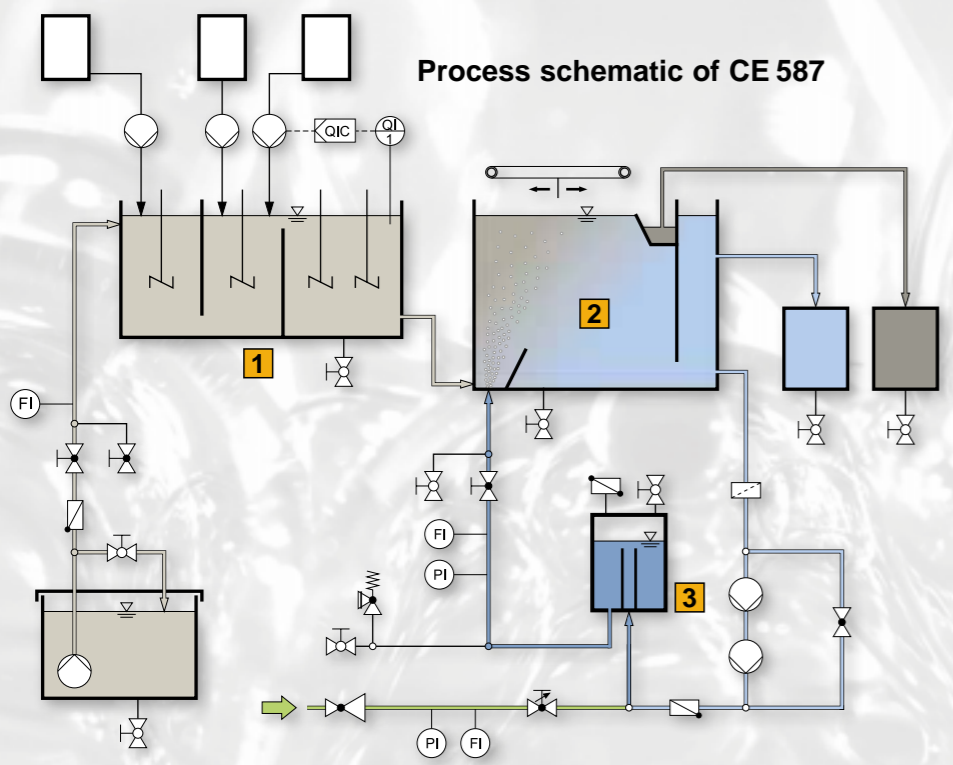 Process schematic of CE 587
QIC
QI
1
2
1
FI
FI
PI
3
PI
FI